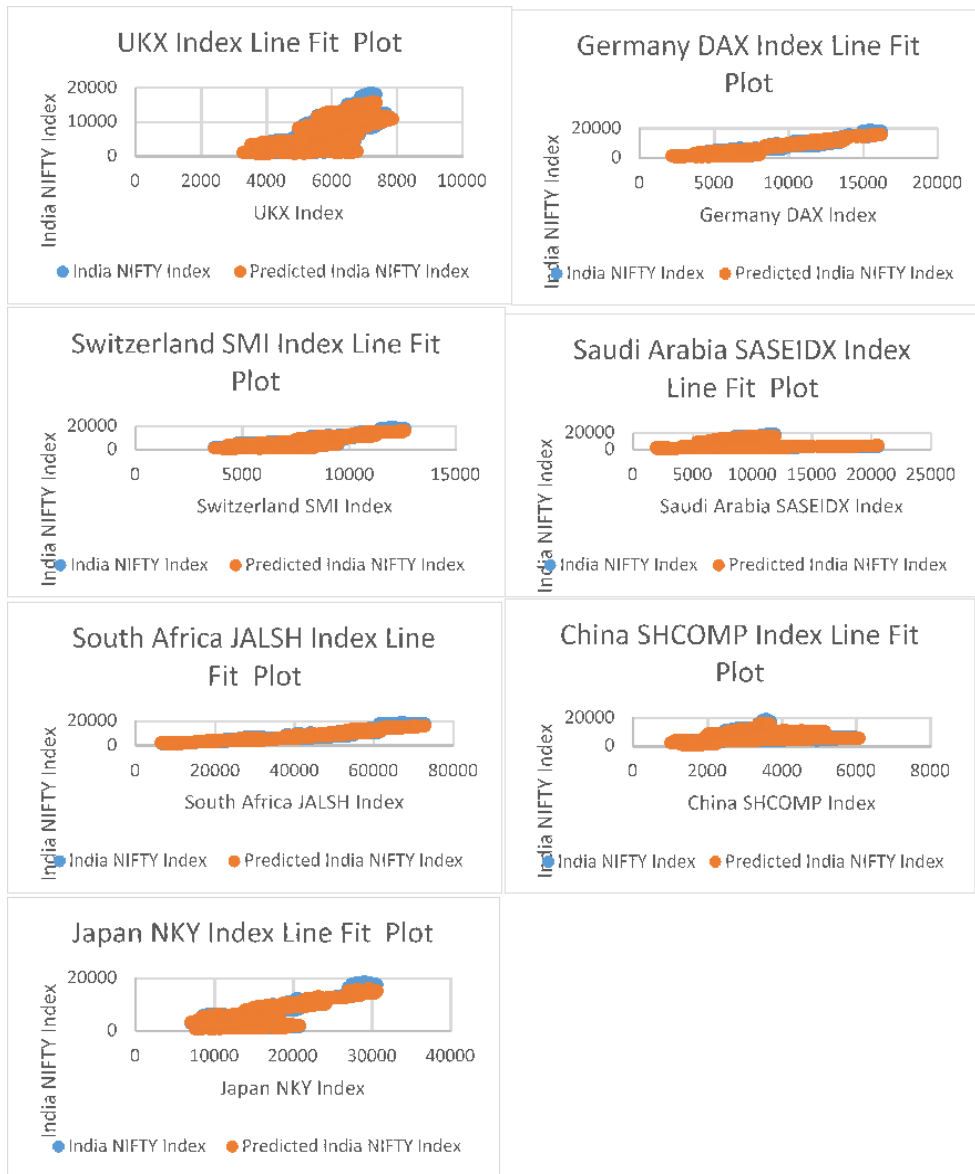 UKX Index Line Fit Plot
India NIFTY Index
20000
10000
0
0 2000 4000 6000 8000 10000
UKX Index
India NIFTY Index Predicted India NIFTY Index
Germany DAX Index Line Fit
Plot
India NIFTY Index
20000
0
0 5000 10000 15000 20000
Germany DAX Index
India NIFTY Index Predicted India NIFTY Index
Switzerland SMI Index Line Fit
Plot
India NIFTY Index
20000
0
0 5000 10000 15000
Switzerland SMI Index
India NIFTY Index Predicted India NIFTY Index
Saudi Arabia SASEIDX Index
Line Fit Plot
India NIFTY Index
20000
0
0 5000 10000 15000 20000 25000
Saudi Arabia SASEIDX Index
India NIFTY Index Predicted India NIFTY Index
South Africa JALSH Index Line
Fit Plot
India NIFTY Index
20000
0
0 20000 40000 60000 80000
South Africa JALSH Index
India NIFTY Index Predicted India NIFTY Index
China SHCOMP Index Line Fit
Plot
India NIFTY Index
20000
0
0 2000 4000 6000 8000
China SHCOMP Index
India NIFTY Index Predicted India NIFTY Index
Japan NKY Index Line Fit Plot
India NIFTY Index
20000
0
0 10000 20000 30000 40000
Japan NKY Index
India NIFTY Index Predicted India NIFTY Index